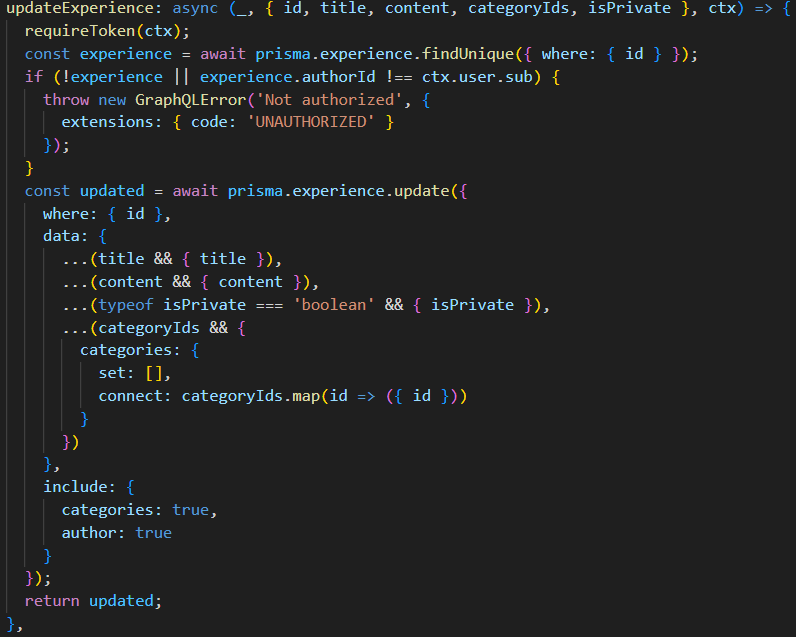 updateExperience: async (_, { id, title, content, categoryIds, isPrivate }, ctx) => {
  requireToken(ctx);
  const experience = await prisma.experience.findUnique({ where: { id } });
  if (!experience || experience.authorId !== ctx.user.sub) {
    throw new GraphQLError('Not authorized', {
      extensions: { code: 'UNAUTHORIZED' }
    });
  }
  const updated = await prisma.experience.update({
    where: { id },
    data: {
      ...(title && { title }),
      ...(content && { content }),
      ...(typeof isPrivate === 'boolean' && { isPrivate }),
      ...(categoryIds && {
        categories: {
          set: [],
          connect: categoryIds.map(id => ({ id }))
        }
      })
    },
    include: {
      categories: true,
      author: true
    }
  });
  return updated;
},